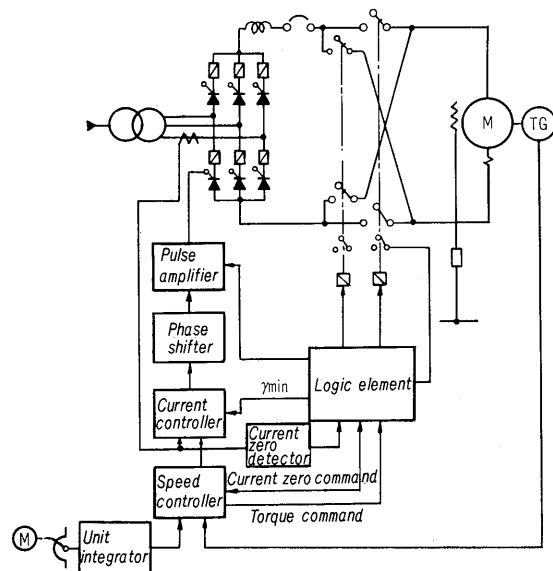 M
TG
Pulse
amplifier
Phase
shifter
γmin
Logic element
Current
controller
Current
zero
detector
Current zero command
Speed
controller
Torque command
M
Unit
integrator